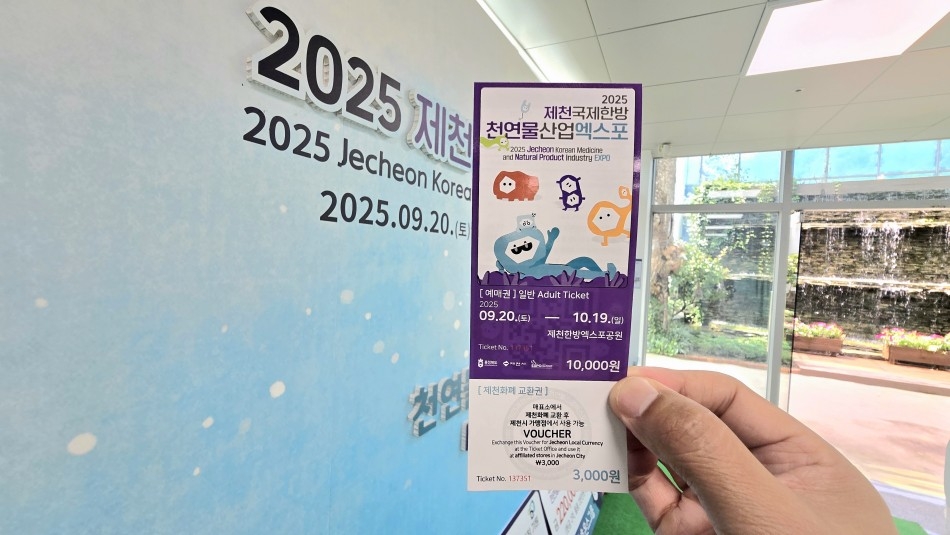 2025 제천
2025 Jecheon Korea
2025.09.20.(토)
천연
2025
제천국제한방
천연물산업엑스포
2025 Jecheon Korean Medicine
and Natural Product Industry EXPO
[ 예매권 ] 일반 Adult Ticket
2025
09.20.(토) — 10.19.(일)
제천한방엑스포공원
Ticket No.
10,000원
[ 제천화폐 교환권 ]
매표소에서
제천화폐 교환 후
제천시 가맹점에서 사용 가능
VOUCHER
Exchange this Voucher for Jecheon Local Currency
at the Ticket Office and use it
at affiliated stores in Jecheon City
₩3,000
Ticket No. 137351
3,000원